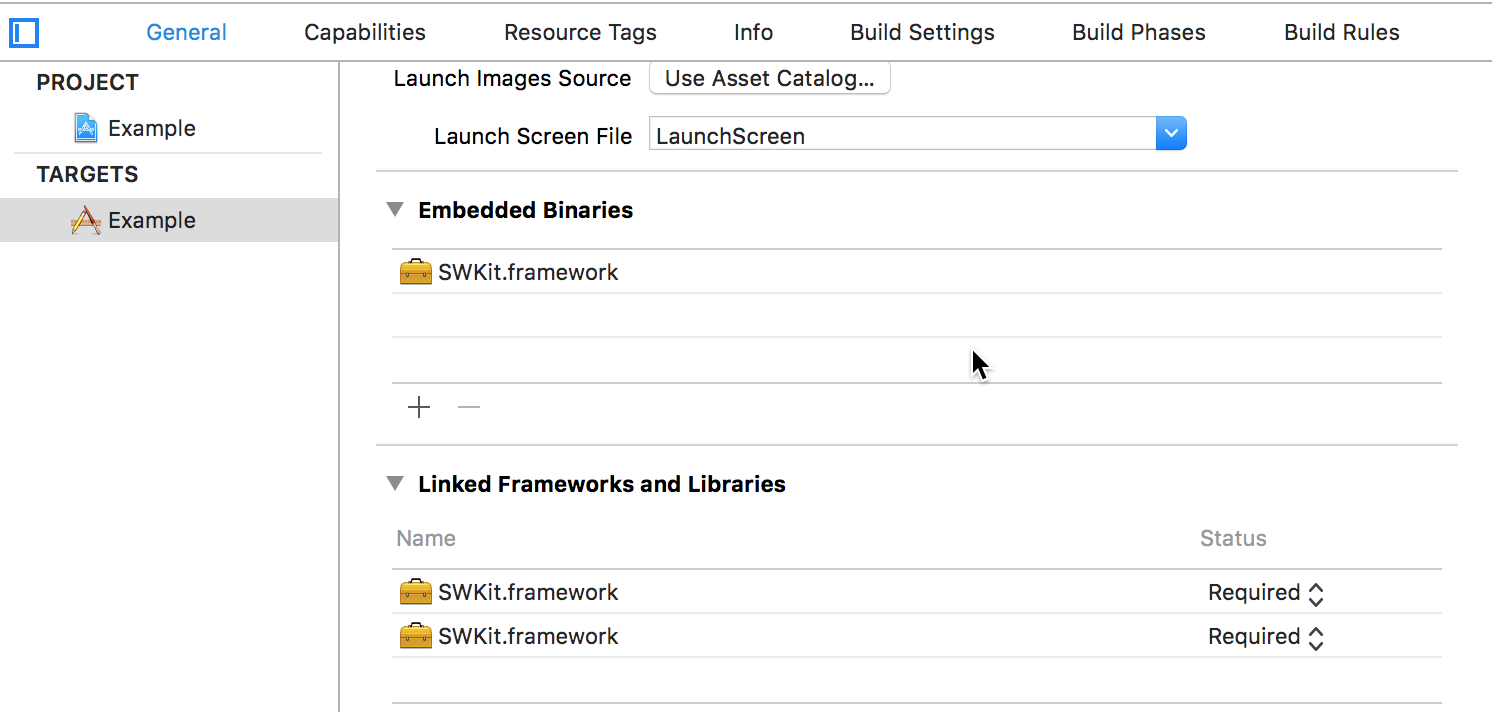 General Capabilities Resource Tags Info Build Settings Build Phases Build Rules
PROJECT
Example
TARGETS
Example
Launch Images Source Use Asset Catalog...
Launch Screen File LaunchScreen
Embedded Binaries
SWKit.framework
Linked Frameworks and Libraries
Name Status
SWKit.framework Required
SWKit.framework Required